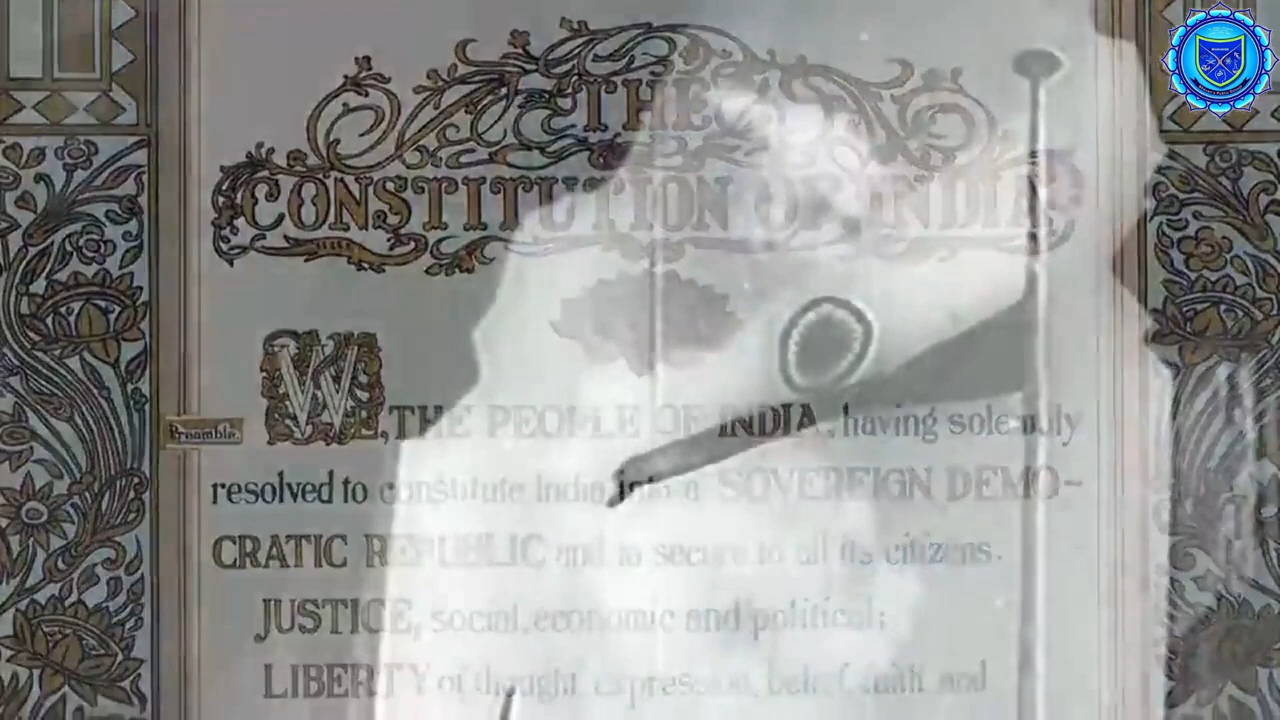 THE
CONSTITUTION OF INDIA
Preamble.
WE, THE PEOPLE OF INDIA, having solemnly
resolved to constitute India into a SOVEREIGN DEMO-
CRATIC REPUBLIC and to secure to all its citizens.
JUSTICE, social, economic and political;
LIBERTY of thought, expression, belief, faith and